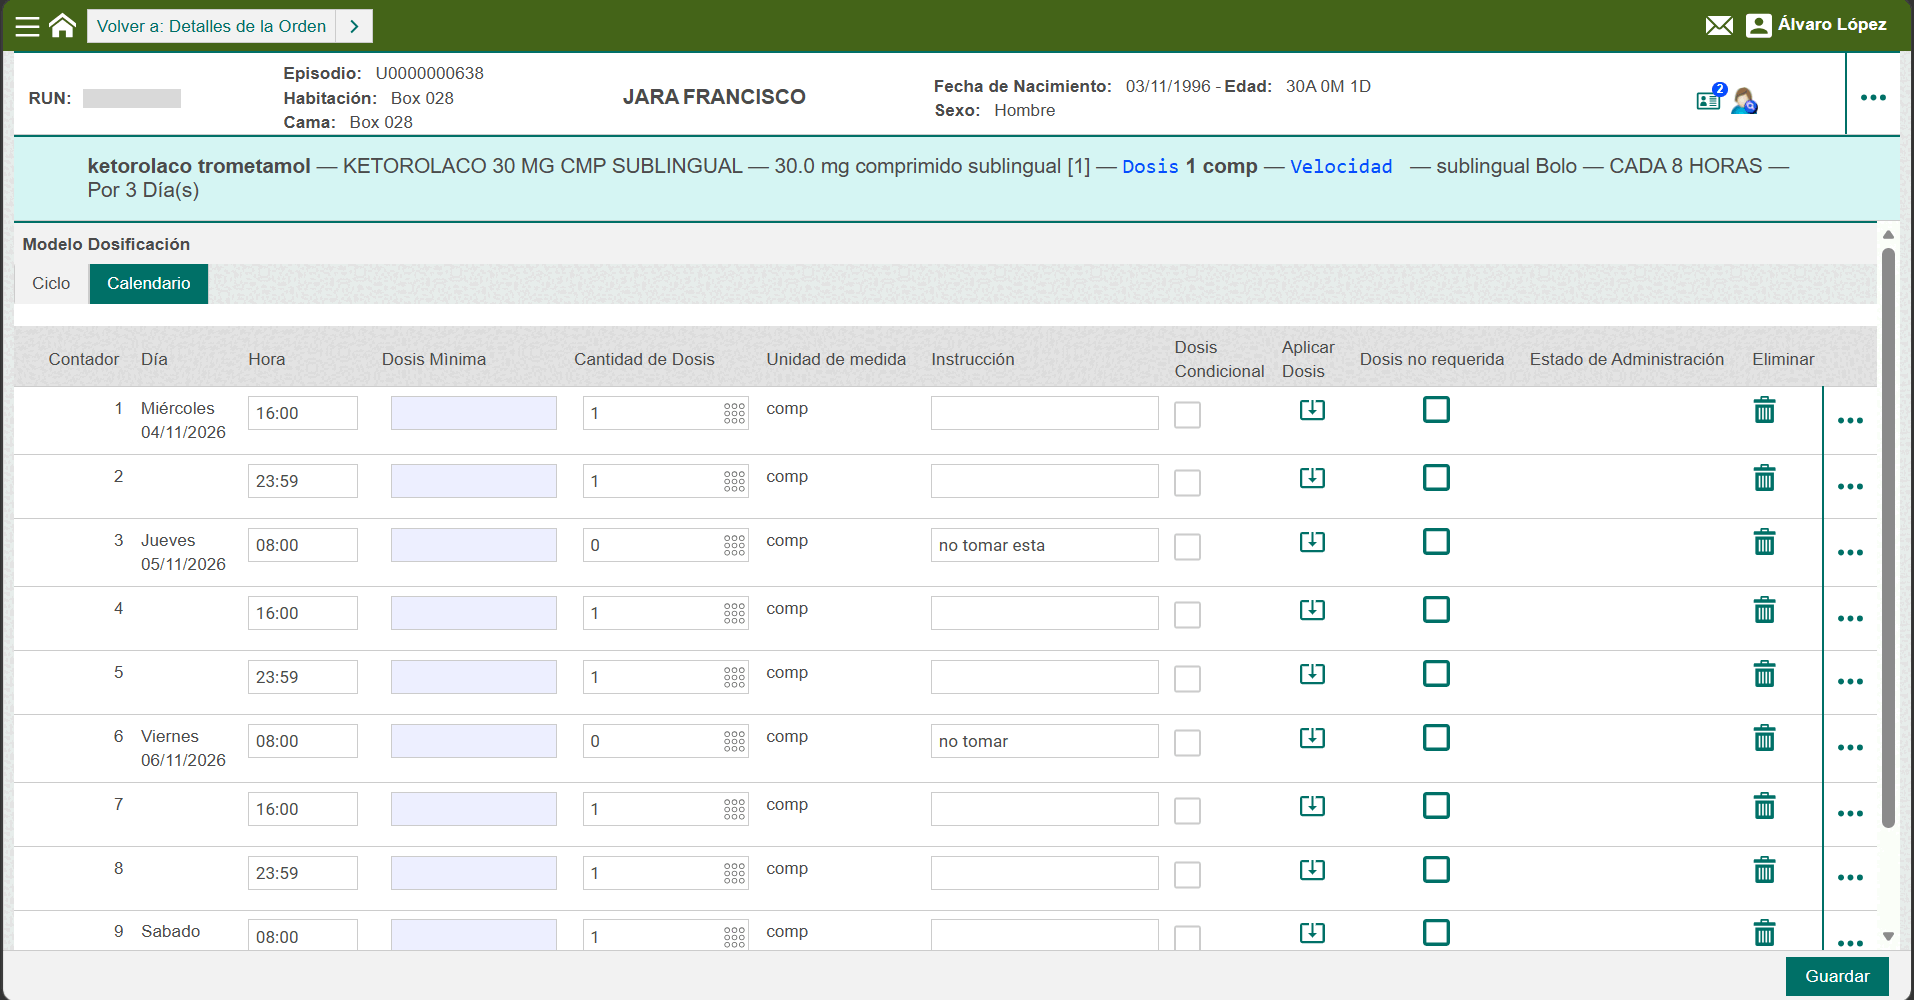 Volver a: Detalles de la Orden
Álvaro López
RUN:
Episodio: U0000000638
Habitación: Box 028
Cama: Box 028
JARA FRANCISCO
Fecha de Nacimiento: 03/11/1996 - Edad: 30A 0M 1D
Sexo: Hombre
2
ketorolaco trometamol — KETOROLACO 30 MG CMP SUBLINGUAL — 30.0 mg comprimido sublingual [1] — Dosis 1 comp — Velocidad — sublingual Bolo — CADA 8 HORAS —
Por 3 Día(s)
Modelo Dosificación
Ciclo Calendario
Contador Día Hora Dosis Mìnima Cantidad de Dosis Unidad de medida Instrucción Dosis Condicional Aplicar Dosis Dosis no requerida Estado de Administración Eliminar
1 Miércoles 04/11/2026 16:00 1 comp
2 23:59 1 comp
3 Jueves 05/11/2026 08:00 0 comp no tomar esta
4 16:00 1 comp
5 23:59 1 comp
6 Viernes 06/11/2026 08:00 0 comp no tomar
7 16:00 1 comp
8 23:59 1 comp
9 Sabado 08:00 1 comp
Guardar